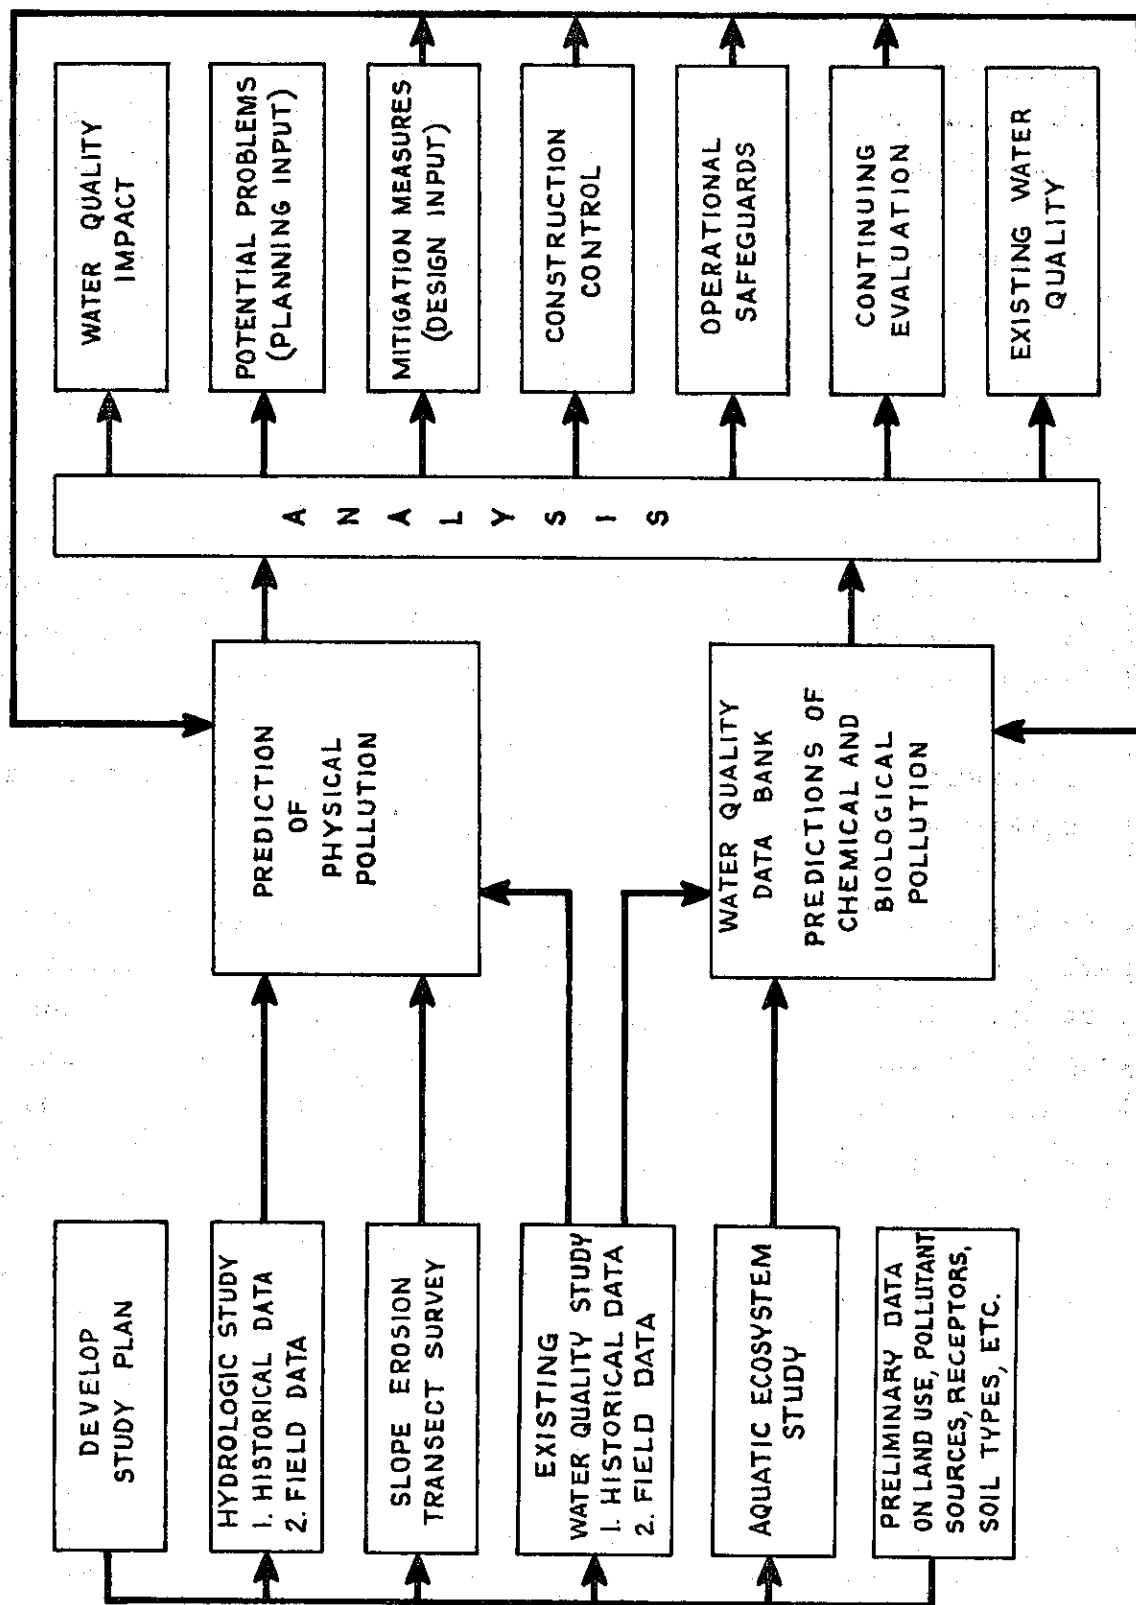 DEVELOP
STUDY PLAN
HYDROLOGIC STUDY
1. HISTORICAL DATA
2. FIELD DATA
SLOPE EROSION
TRANSECT SURVEY
EXISTING
WATER QUALITY STUDY
1. HISTORICAL DATA
2. FIELD DATA
AQUATIC ECOSYSTEM
STUDY
PRELIMINARY DATA
ON LAND USE, POLLUTANT
SOURCES, RECEPTORS,
SOIL TYPES, ETC.
PREDICTION
OF
PHYSICAL
POLLUTION
WATER QUALITY
DATA BANK
PREDICTIONS OF
CHEMICAL AND
BIOLOGICAL
POLLUTION
ANALYSIS
WATER QUALITY
IMPACT
POTENTIAL PROBLEMS
(PLANNING INPUT)
MITIGATION MEASURES
(DESIGN INPUT)
CONSTRUCTION
CONTROL
OPERATIONAL
SAFEGUARDS
CONTINUING
EVALUATION
EXISTING WATER
QUALITY